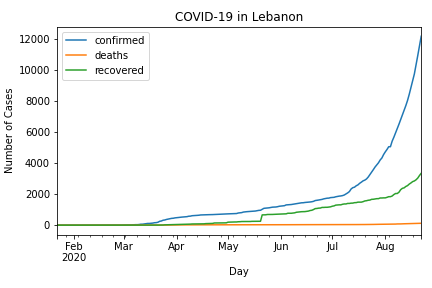 COVID-19 in Lebanon
confirmed
deaths
recovered
12000
10000
8000
6000
4000
2000
0
Number of Cases
Feb Mar Apr May Jun Jul Aug
2020
Day